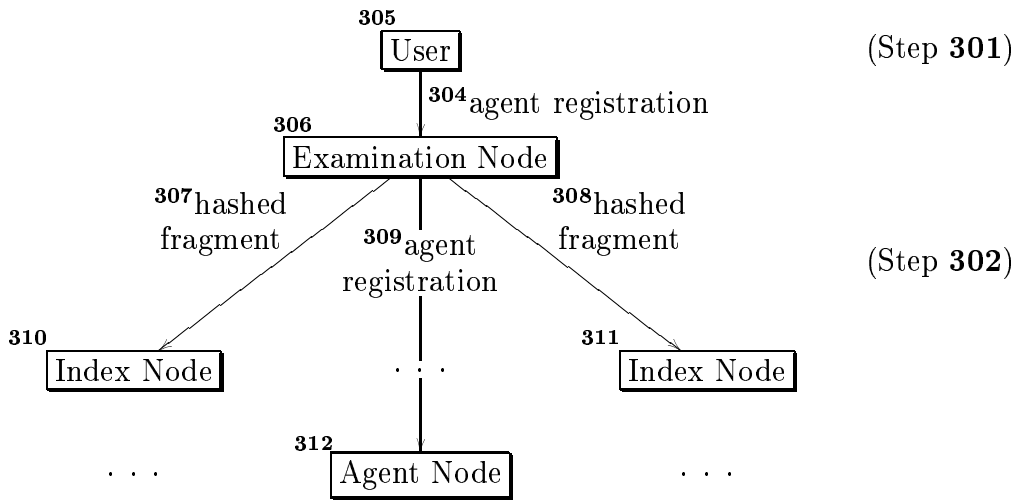 305
User
(Step 301)
304agent registration
306
Examination Node
307hashed
fragment
308hashed
fragment
309agent
registration
(Step 302)
310
Index Node
. . .
311
Index Node
312
. . .
Agent Node
. . .